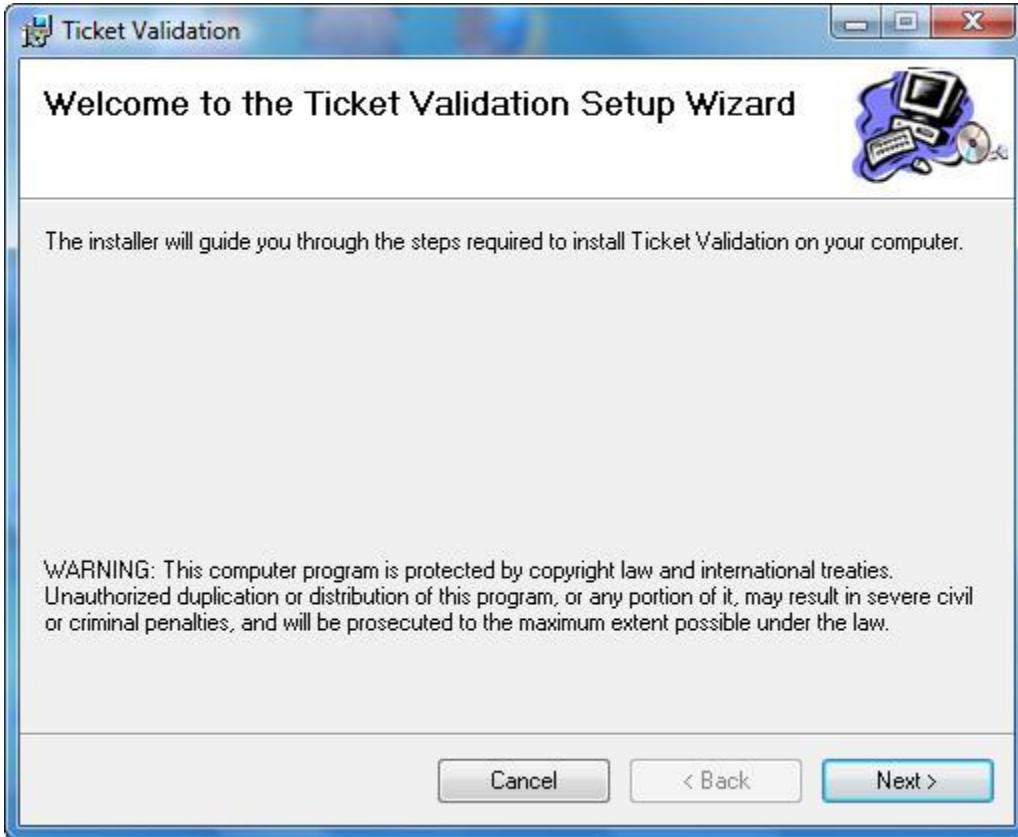 Ticket Validation
Welcome to the Ticket Validation Setup Wizard
The installer will guide you through the steps required to install Ticket Validation on your computer.
WARNING: This computer program is protected by copyright law and international treaties.
Unauthorized duplication or distribution of this program, or any portion of it, may result in severe civil
or criminal penalties, and will be prosecuted to the maximum extent possible under the law.
Cancel < Back Next >